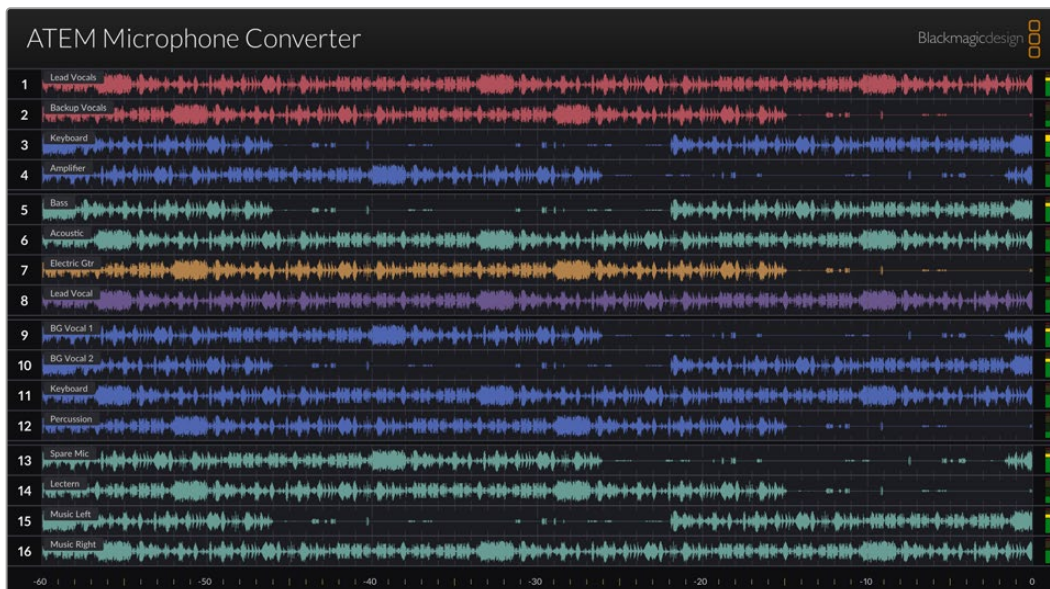 ATEM Microphone Converter
Blackmagicdesign
1 Lead Vocals
2 Backup Vocals
3 Keyboard
4 Amplifier
5 Bass
6 Acoustic
7 Electric Gtr
8 Lead Vocal
9 BG Vocal 1
10 BG Vocal 2
11 Keyboard
12 Percussion
13 Spare Mic
14 Lectern
15 Music Left
16 Music Right
-60 -50 -40 -30 -20 -10 0